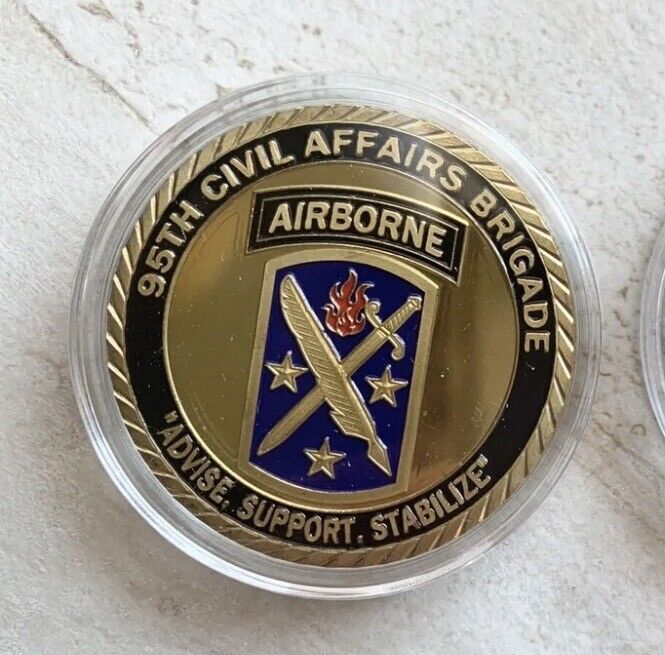 95TH CIVIL AFFAIRS BRIGADE
AIRBORNE
"ADVISE, SUPPORT, STABILIZE"